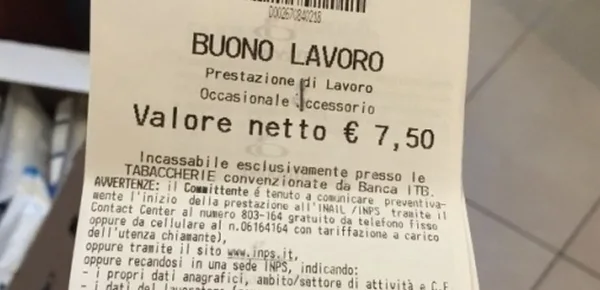 0002670840218
BUONO LAVORO
Prestazione di Lavoro
Occasionale Accessorio
Valore netto € 7,50
Incassabile esclusivamente presso le
TABACCHERIE convenzionate da Banca ITB.
AVVERTENZE: il Committente é tenuto a comunicare preventiva-
mente l'inizio della prestazione all'INAIL /INPS tramite il
Contact Center al numero 803-164 gratuito da telefono fisso
oppure da cellulare al n.06164164 con tariffazione a carico
dell'utenza chiamante),
oppure tramite il sito www.inps.it,
oppure recandosi in una sede INPS, indicando:
- i propri dati anagrafici, ambito/settore di attività e C.F.
- i dati del lavoratore